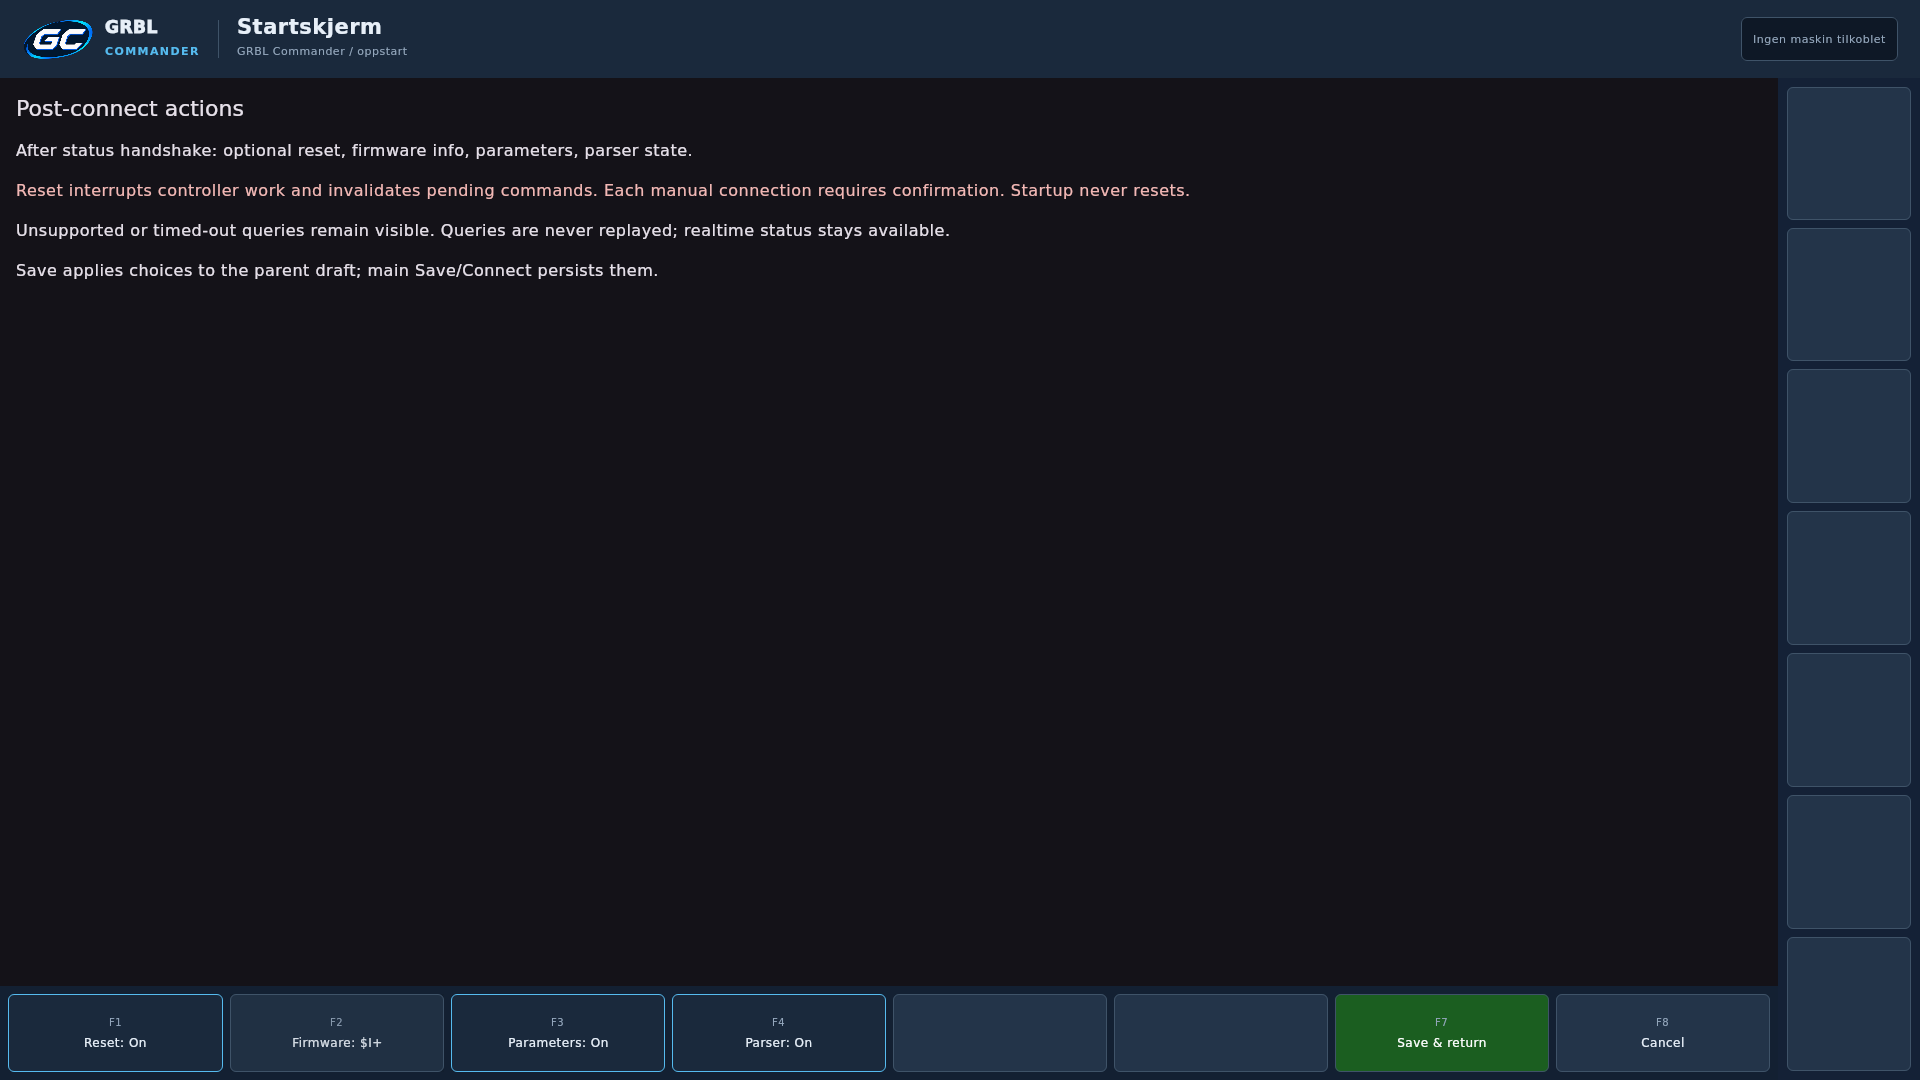 GC
GRBL
COMMANDER
Startskjerm
GRBL Commander / oppstart
Ingen maskin tilkoblet
Post-connect actions
After status handshake: optional reset, firmware info, parameters, parser state.
Reset interrupts controller work and invalidates pending commands. Each manual connection requires confirmation. Startup never resets.
Unsupported or timed-out queries remain visible. Queries are never replayed; realtime status stays available.
Save applies choices to the parent draft; main Save/Connect persists them.
F1
Reset: On
F2
Firmware: $I+
F3
Parameters: On
F4
Parser: On
F7
Save & return
F8
Cancel